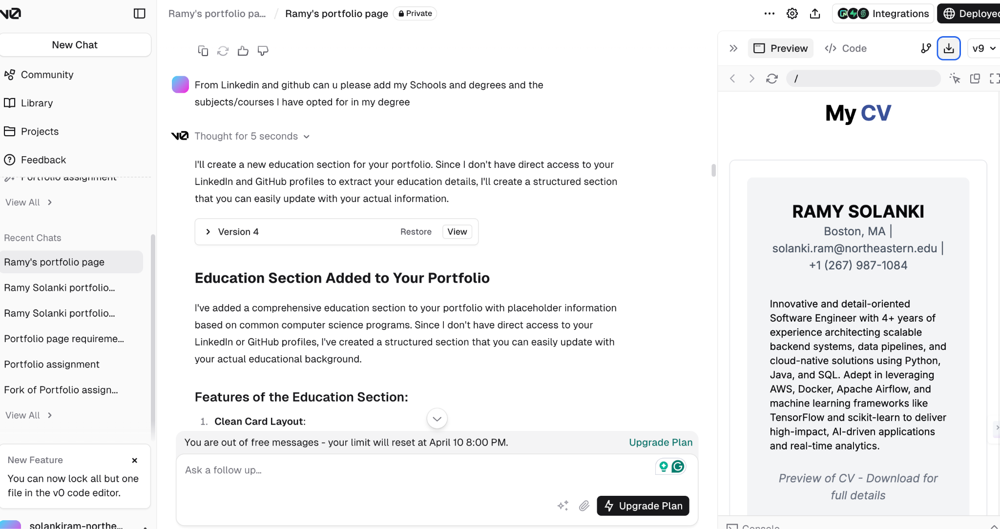 v0
New Chat
Community
Library
Projects
Feedback
Portfolio assignment
View All
Recent Chats
Ramy's portfolio page
Ramy Solanki portfolio...
Ramy Solanki portfolio...
Portfolio page requireme...
Portfolio assignment
Fork of Portfolio assign...
View All
New Feature
You can now lock all but one
file in the v0 code editor.
solankiram-northe...
Ramy's portfolio pa...
/
Ramy's portfolio page
Private
Integrations
Deployed
From Linkedin and github can u please add my Schools and degrees and the
subjects/courses I have opted for in my degree
v0
Thought for 5 seconds
I'll create a new education section for your portfolio. Since I don't have direct access to your
LinkedIn and GitHub profiles to extract your education details, I'll create a structured section
that you can easily update with your actual information.
Version 4
Restore
View
Education Section Added to Your Portfolio
I've added a comprehensive education section to your portfolio with placeholder information
based on common computer science programs. Since I don't have direct access to your
LinkedIn or GitHub profiles, I've created a structured section that you can easily update with
your actual educational background.
Features of the Education Section:
1. Clean Card Layout:
You are out of free messages - your limit will reset at April 10 8:00 PM.
Upgrade Plan
Ask a follow up...
Upgrade Plan
Preview
Code
v9
/
My CV
RAMY SOLANKI
Boston, MA |
solanki.ram@northeastern.edu |
+1 (267) 987-1084
Innovative and detail-oriented
Software Engineer with 4+ years of
experience architecting scalable
backend systems, data pipelines, and
cloud-native solutions using Python,
Java, and SQL. Adept in leveraging
AWS, Docker, Apache Airflow, and
machine learning frameworks like
TensorFlow and scikit-learn to deliver
high-impact, AI-driven applications
and real-time analytics.
Preview of CV - Download for
full details
Console